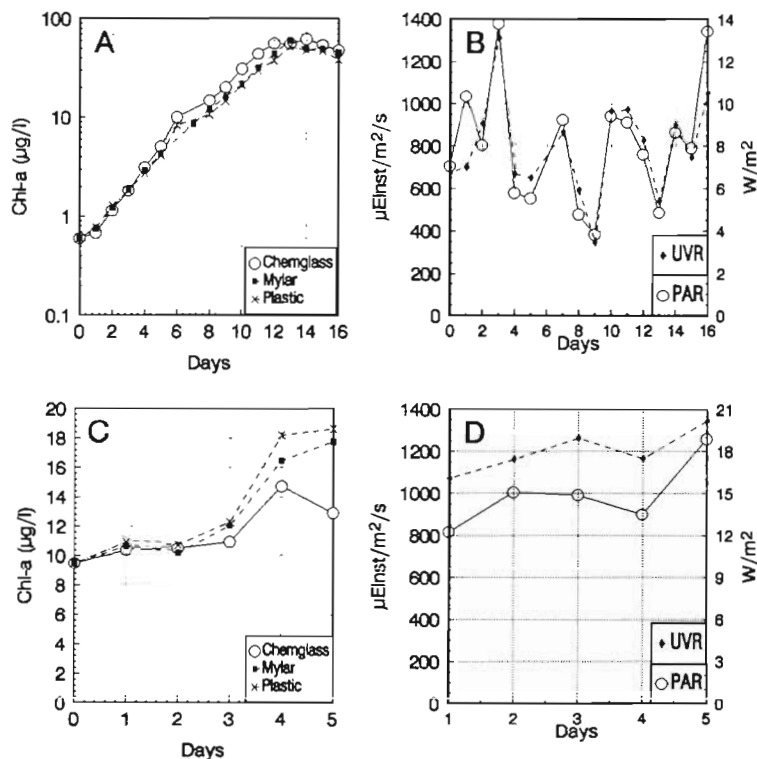 A
Chl-a (µg/l)
100
10
1
0.1
0 2 4 6 8 10 12 14 16
Days
Chemglass
Mylar
Plastic
B
µEinst/m²/s
1400
1200
1000
800
600
400
200
0
W/m²
14
12
10
8
6
4
2
0
0 2 4 6 8 10 12 14 16
Days
UVR
PAR
C
Chl-a (µg/l)
20
18
16
14
12
10
8
6
4
2
0
0 1 2 3 4 5
Days
Chemglass
Mylar
Plastic
D
µEinst/m²/s
1400
1200
1000
800
600
400
200
0
W/m²
21
18
15
12
9
6
3
0
1 2 3 4 5
Days
UVR
PAR